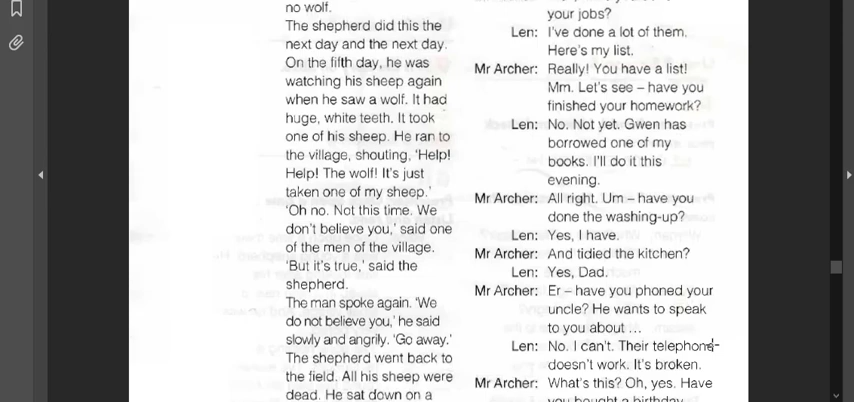 no wolf.
The shepherd did this the
next day and the next day.
On the fifth day, he was
watching his sheep again
when he saw a wolf. It had
huge, white teeth. It took
one of his sheep. He ran to
the village, shouting, 'Help!
Help! The wolf! It's just
taken one of my sheep.'
'Oh no. Not this time. We
don't believe you,' said one
of the men of the village.
'But it's true,' said the
shepherd.
The man spoke again. 'We
do not believe you,' he said
slowly and angrily. 'Go away.'
The shepherd went back to
the field. All his sheep were
dead. He sat down on a
your jobs?
Len: I've done a lot of them.
Here's my list.
Mr Archer: Really! You have a list!
Mm. Let's see – have you
finished your homework?
Len: No. Not yet. Gwen has
borrowed one of my
books. I'll do it this
evening.
Mr Archer: All right. Um – have you
done the washing-up?
Len: Yes, I have.
Mr Archer: And tidied the kitchen?
Len: Yes, Dad.
Mr Archer: Er – have you phoned your
uncle? He wants to speak
to you about ...
Len: No. I can't. Their telephone
doesn't work. It's broken.
Mr Archer: What's this? Oh, yes. Have
you bought a birthday